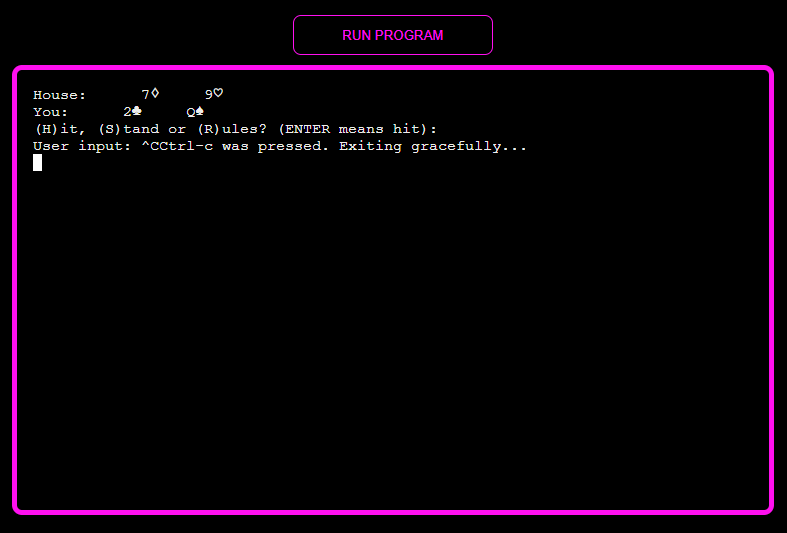 RUN PROGRAM
House:      7♢     9♡
You:      2♣     Q♠
(H)it, (S)tand or (R)ules? (ENTER means hit):
User input: ^CCtrl-c was pressed. Exiting gracefully...